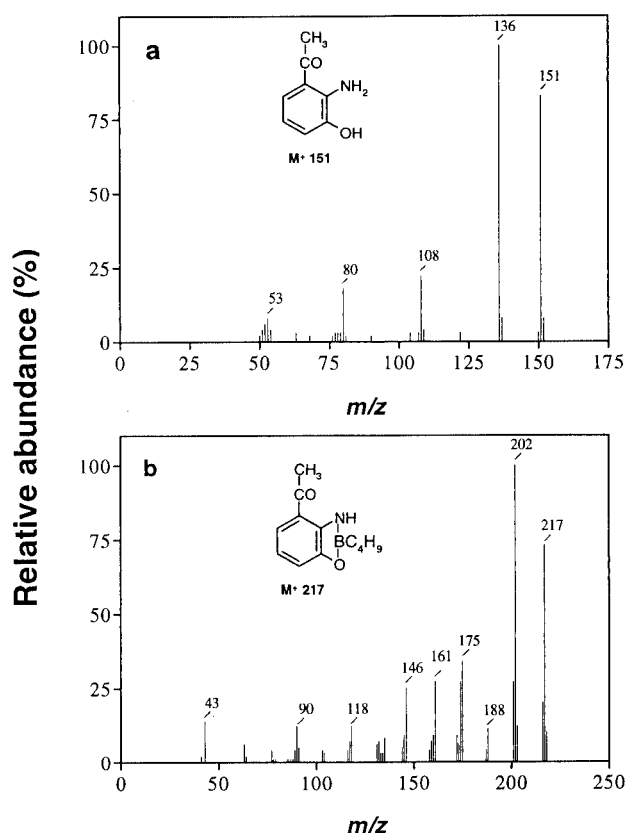 Relative abundance (%)
a
100
75
50
25
0
CH₃
CO
NH₂
OH
M⁺ 151
53
80
108
136
151
0 25 50 75 100 125 150 175
m/z
b
100
75
50
25
0
CH₃
CO
NH
BC₄H₉
O
M⁺ 217
43
90
118
146
161
175
188
202
217
0 50 100 150 200 250
m/z